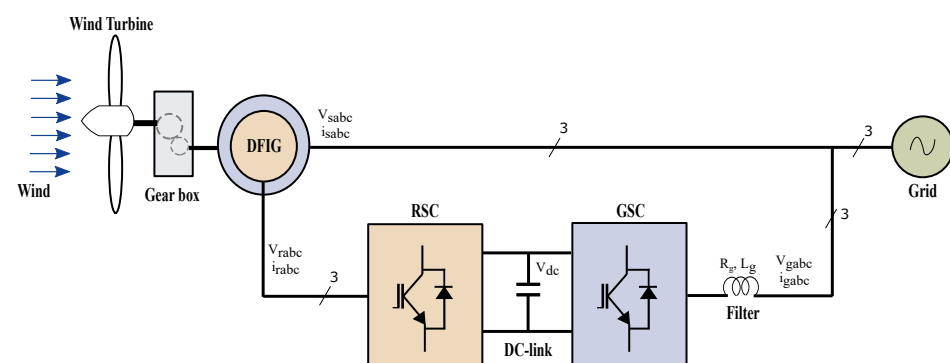 Wind Turbine
Wind
Gear box
DFIG
Vsabc
isabc
3
3
Grid
3
Vrabc
irabc
3
RSC
Vdc
DC-link
GSC
Rg, Lg
Filter
Vgabc
igabc